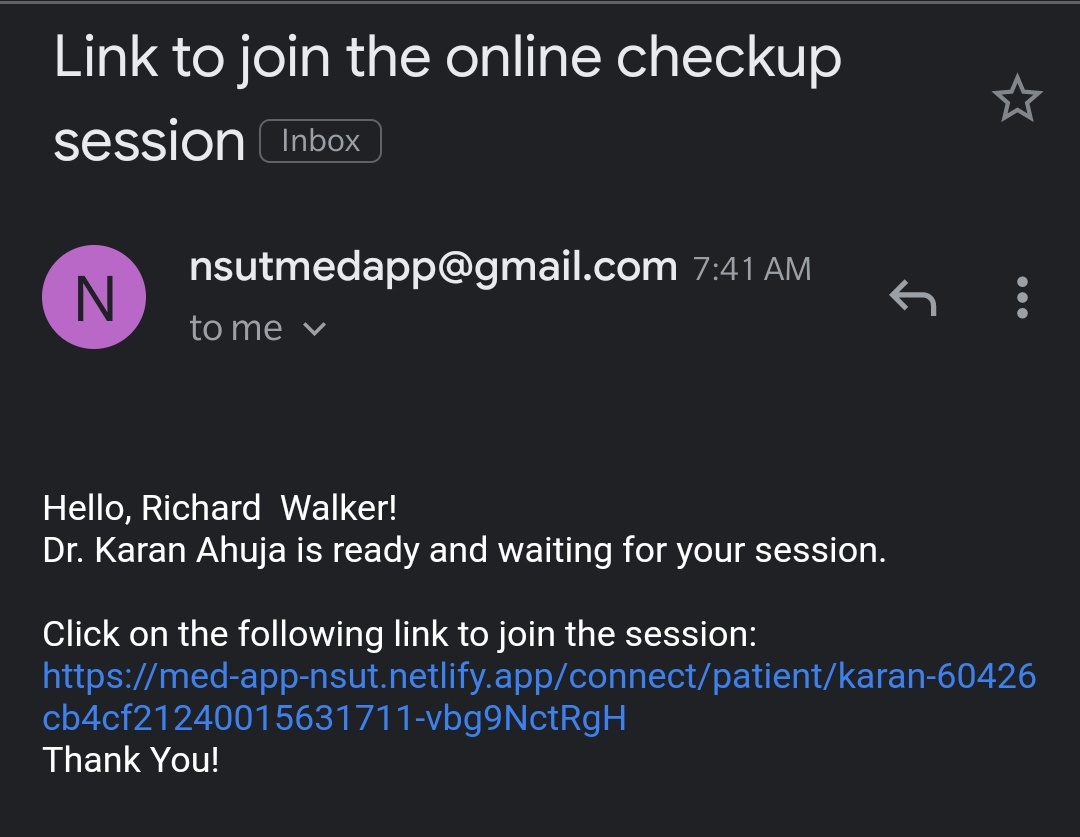 Link to join the online checkup
session Inbox
N
nsutmedapp@gmail.com 7:41 AM
to me
Hello, Richard  Walker!
Dr. Karan Ahuja is ready and waiting for your session.
Click on the following link to join the session:
https://med-app-nsut.netlify.app/connect/patient/karan-60426
cb4cf21240015631711-vbg9NctRgH
Thank You!